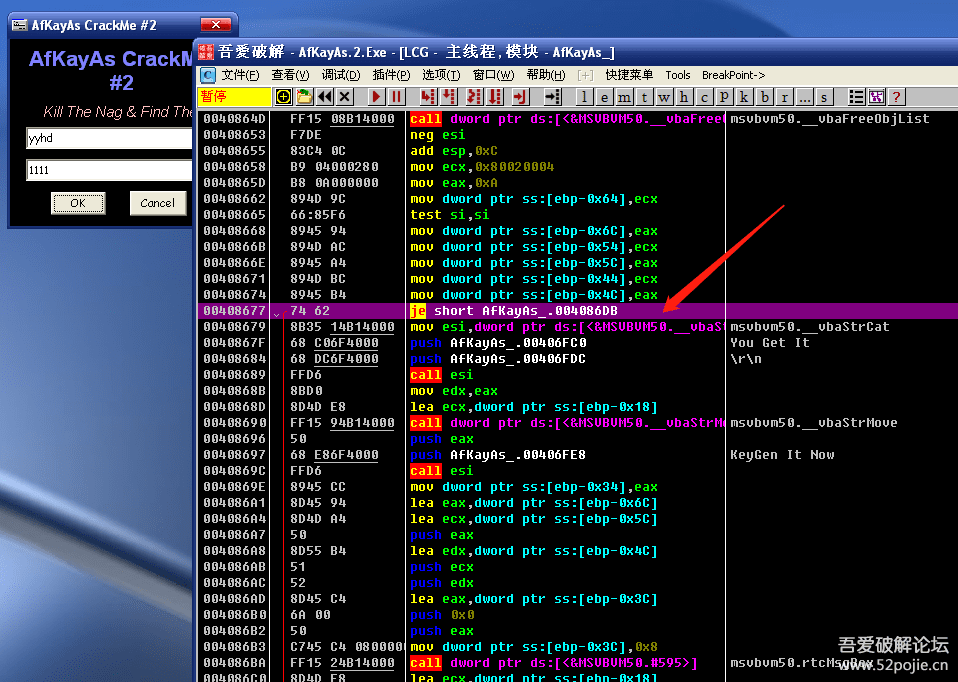 AfKayAs CrackMe #2
AfKayAs CrackM
#2
Kill The Nag & Find The
yyhd
1111
OK Cancel
吾愛破解 - AfKayAs.2.Exe - [LCG - 主线程,模块 - AfKayAs_]
C 文件(F) 查看(V) 调试(D) 插件(P) 选项(T) 窗口(W) 帮助(H) [+] 快捷菜单 Tools BreakPoint->
暂停 l e m t w h c p k b r ... s ?
0040864D FF15 08B14000 call dword ptr ds:[<&MSVBVM50.__vbaFreeO msvbvm50.__vbaFreeObjList
00408653 F7DE neg esi
00408655 83C4 0C add esp,0xC
00408658 B9 04000280 mov ecx,0x80020004
0040865D B8 0A000000 mov eax,0xA
00408662 894D 9C mov dword ptr ss:[ebp-0x64],ecx
00408665 66:85F6 test si,si
00408668 8945 94 mov dword ptr ss:[ebp-0x6C],eax
0040866B 894D AC mov dword ptr ss:[ebp-0x54],ecx
0040866E 8945 A4 mov dword ptr ss:[ebp-0x5C],eax
00408671 894D BC mov dword ptr ss:[ebp-0x44],ecx
00408674 8945 B4 mov dword ptr ss:[ebp-0x4C],eax
00408677 74 62 je short AfKayAs_.004086DB
00408679 8B35 14B14000 mov esi,dword ptr ds:[<&MSVBVM50.__vbaSt msvbvm50.__vbaStrCat
0040867F 68 C06F4000 push AfKayAs_.00406FC0 You Get It
00408684 68 DC6F4000 push AfKayAs_.00406FDC \r\n
00408689 FFD6 call esi
0040868B 8BD0 mov edx,eax
0040868D 8D4D E8 lea ecx,dword ptr ss:[ebp-0x18]
00408690 FF15 94B14000 call dword ptr ds:[<&MSVBVM50.__vbaStrMo msvbvm50.__vbaStrMove
00408696 50 push eax
00408697 68 E86F4000 push AfKayAs_.00406FE8 KeyGen It Now
0040869C FFD6 call esi
0040869E 8945 CC mov dword ptr ss:[ebp-0x34],eax
004086A1 8D45 94 lea eax,dword ptr ss:[ebp-0x6C]
004086A4 8D4D A4 lea ecx,dword ptr ss:[ebp-0x5C]
004086A7 50 push eax
004086A8 8D55 B4 lea edx,dword ptr ss:[ebp-0x4C]
004086AB 51 push ecx
004086AC 52 push edx
004086AD 8D45 C4 lea eax,dword ptr ss:[ebp-0x3C]
004086B0 6A 00 push 0x0
004086B2 50 push eax
004086B3 C745 C4 0800000 mov dword ptr ss:[ebp-0x3C],0x8
004086BA FF15 24B14000 call dword ptr ds:[<&MSVBVM50.#595>] msvbvm50.rtcMsgBox
004086C0 8D4D E8 lea ecx,dword ptr ss:[ebp-0x18]
吾爱破解论坛
www.52pojie.cn